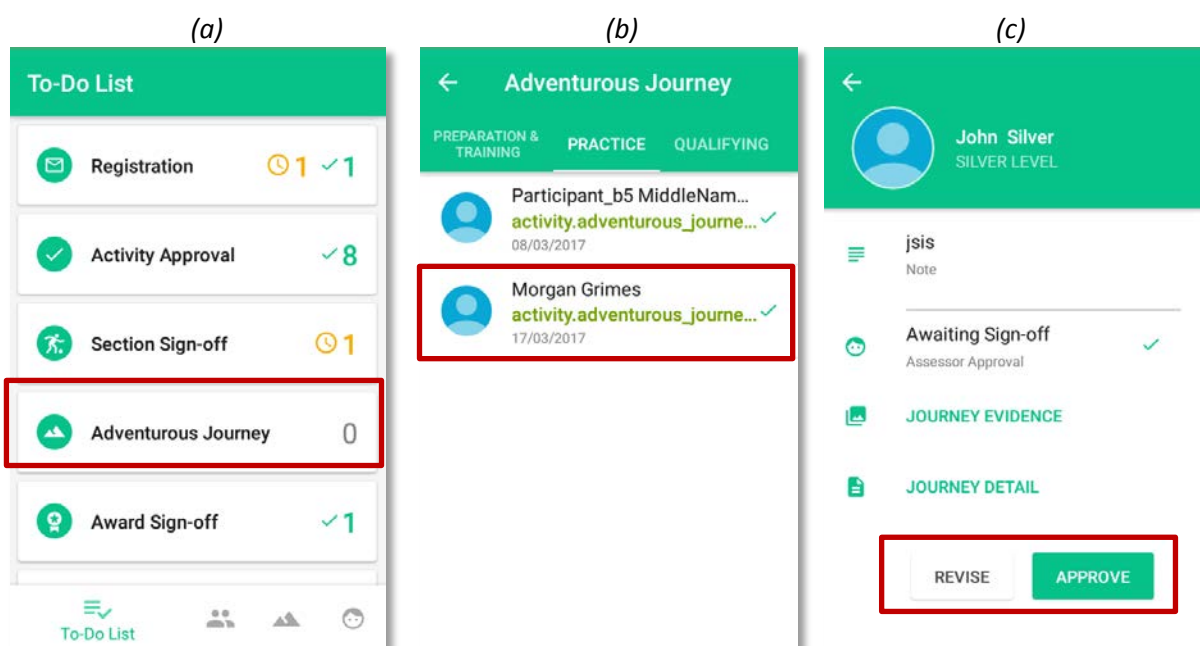 (a)
To-Do List
Registration 1 1
Activity Approval 8
Section Sign-off 1
Adventurous Journey 0
Award Sign-off 1
To-Do List
(b)
Adventurous Journey
PREPARATION &
TRAINING
PRACTICE
QUALIFYING
Participant_b5 MiddleNam...
activity.adventurous_journe...
08/03/2017
Morgan Grimes
activity.adventurous_journe...
17/03/2017
(c)
John Silver
SILVER LEVEL
jsis
Note
Awaiting Sign-off
Assessor Approval
JOURNEY EVIDENCE
JOURNEY DETAIL
REVISE
APPROVE